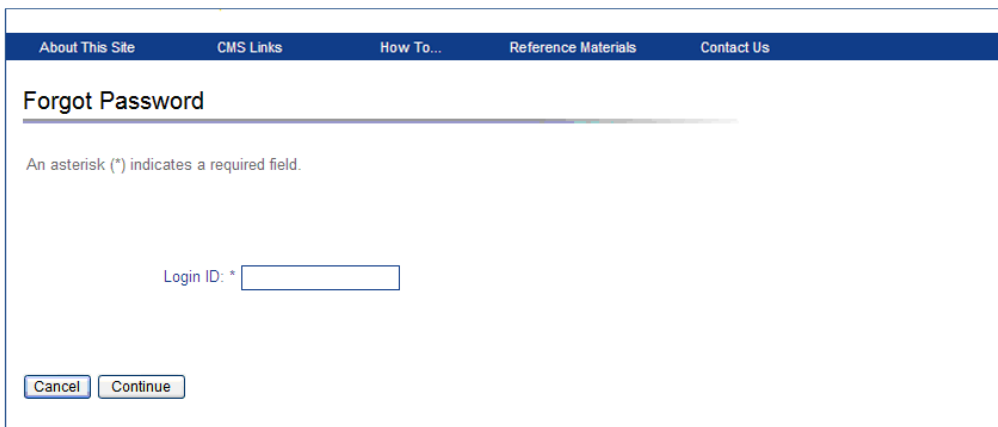 About This Site CMS Links How To... Reference Materials Contact Us
Forgot Password
An asterisk (*) indicates a required field.
Login ID: *
Cancel Continue